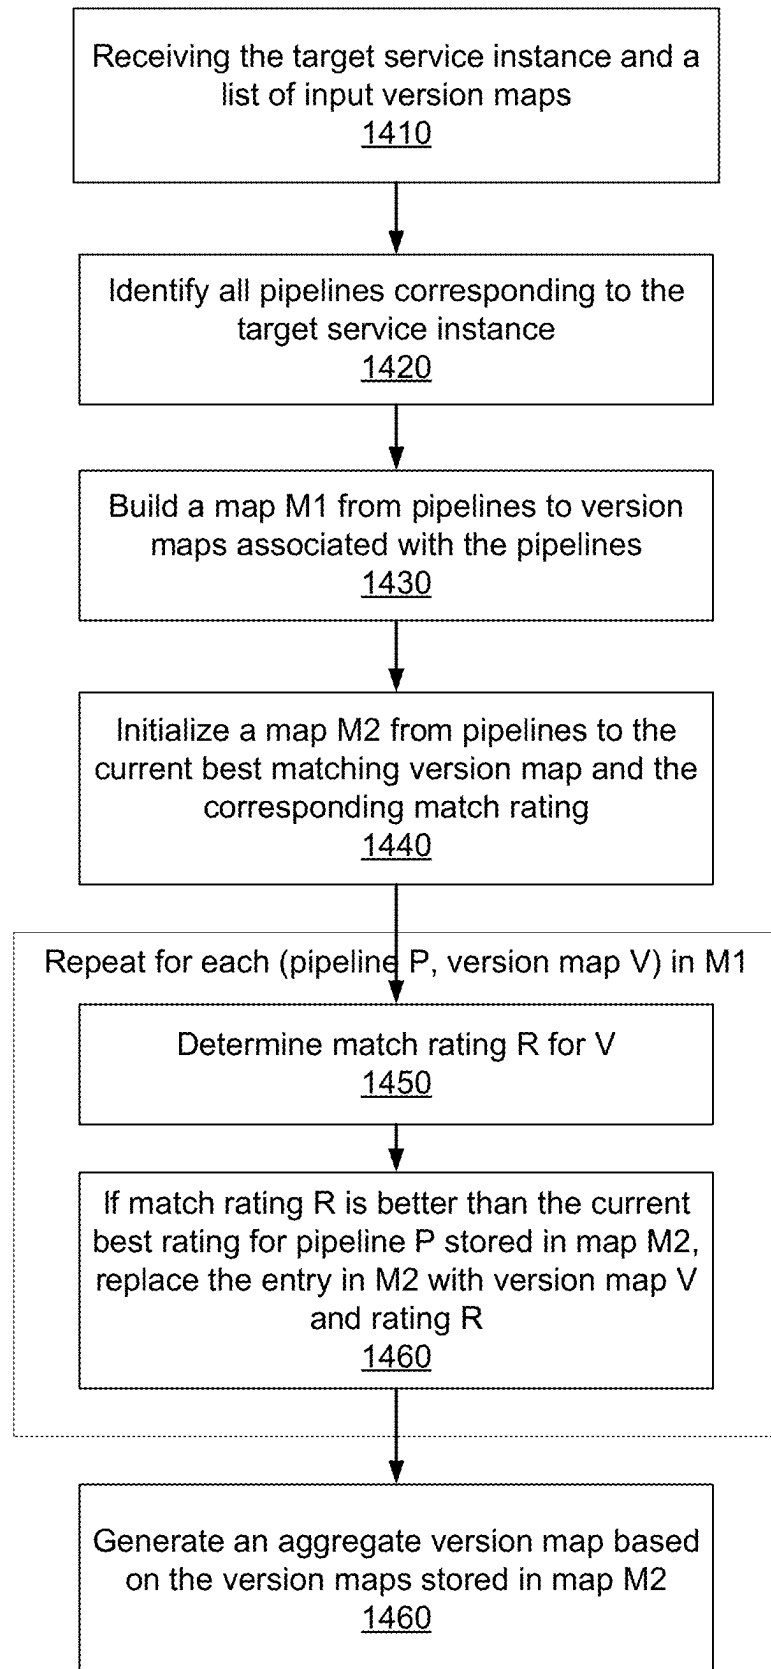 Receiving the target service instance and a
list of input version maps
1410
Identify all pipelines corresponding to the
target service instance
1420
Build a map M1 from pipelines to version
maps associated with the pipelines
1430
Initialize a map M2 from pipelines to the
current best matching version map and the
corresponding match rating
1440
Repeat for each (pipeline P, version map V) in M1
Determine match rating R for V
1450
If match rating R is better than the current
best rating for pipeline P stored in map M2,
replace the entry in M2 with version map V
and rating R
1460
Generate an aggregate version map based
on the version maps stored in map M2
1460